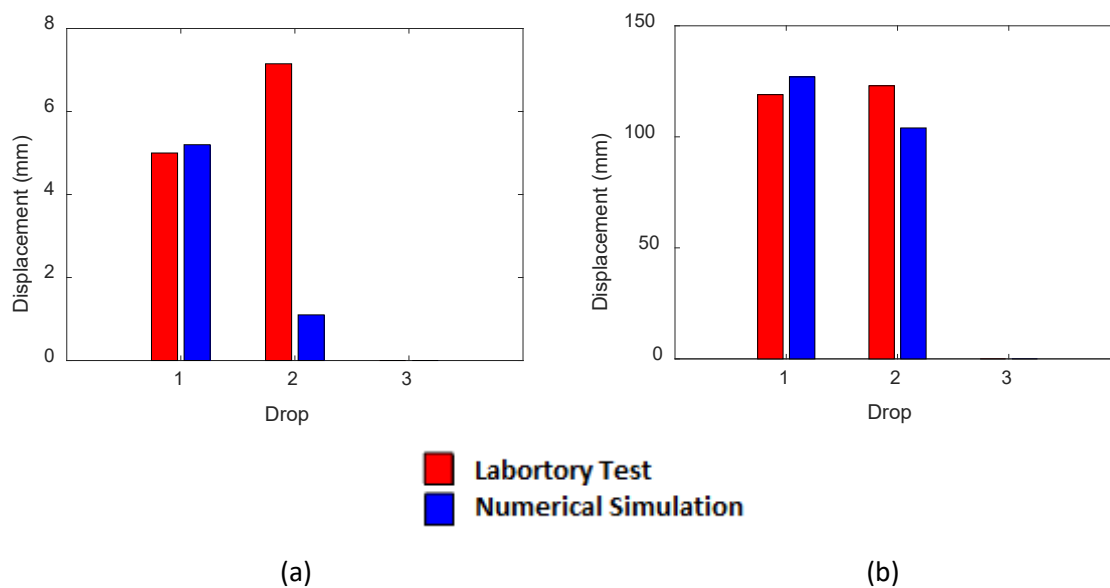 8
6
4
2
0
Displacement (mm)
1 2 3
Drop
150
100
50
0
Displacement (mm)
1 2 3
Drop
Labortory Test
Numerical Simulation
(a) (b)